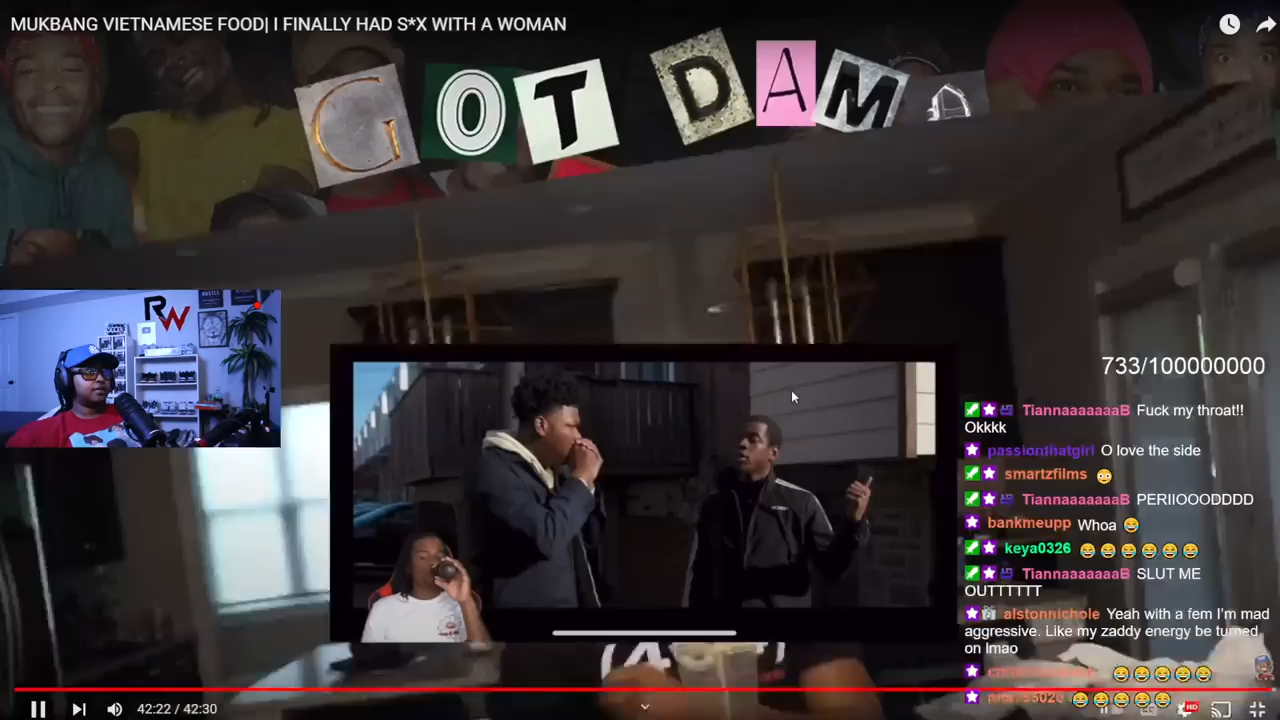 MUKBANG VIETNAMESE FOOD| I FINALLY HAD S*X WITH A WOMAN
GOT DAM
RW
733/100000000
TiannaaaaaaaB Fuck my throat!!
Okkkk
passionthatgirl O love the side
smartzfilms
TiannaaaaaaaB PERIIOOODDDD
bankmeupp Whoa
keya0326
TiannaaaaaaaB SLUT ME
OUTTTTTT
alstonnichole Yeah with a fem I'm mad
aggressive. Like my zaddy energy be turned
on lmao
42:22 / 42:30
HD